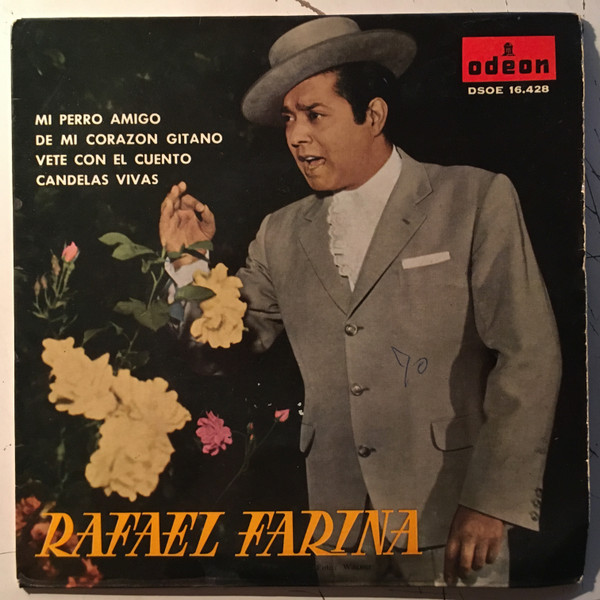 odeon
DSOE 16.428
MI PERRO AMIGO
DE MI CORAZON GITANO
VETE CON EL CUENTO
CANDELAS VIVAS
70
RAFAEL FARINA